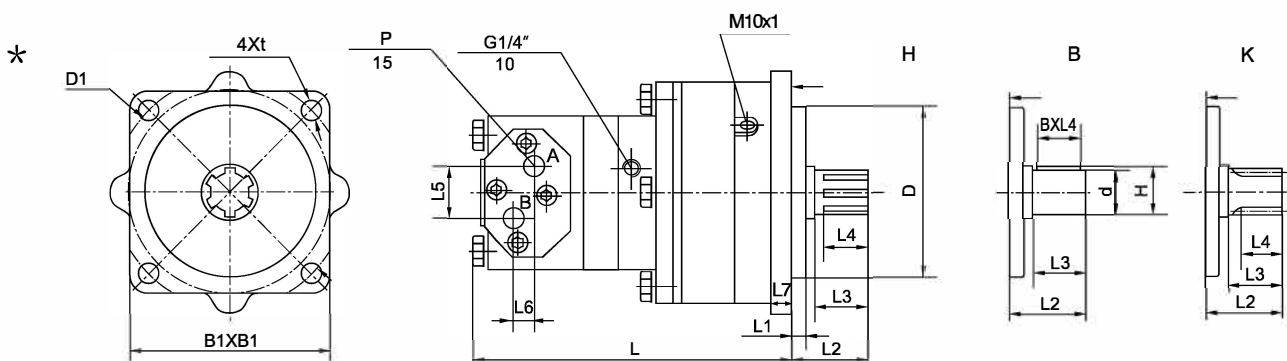 *
4Xt
D1
B1XB1
P
15
G1/4″
10
M10x1
A
B
L5
L6
L
L7
L1
L2
L3
L4
D
H
B
BXL4
d
H
L3
L2
K
L4
L3
L2